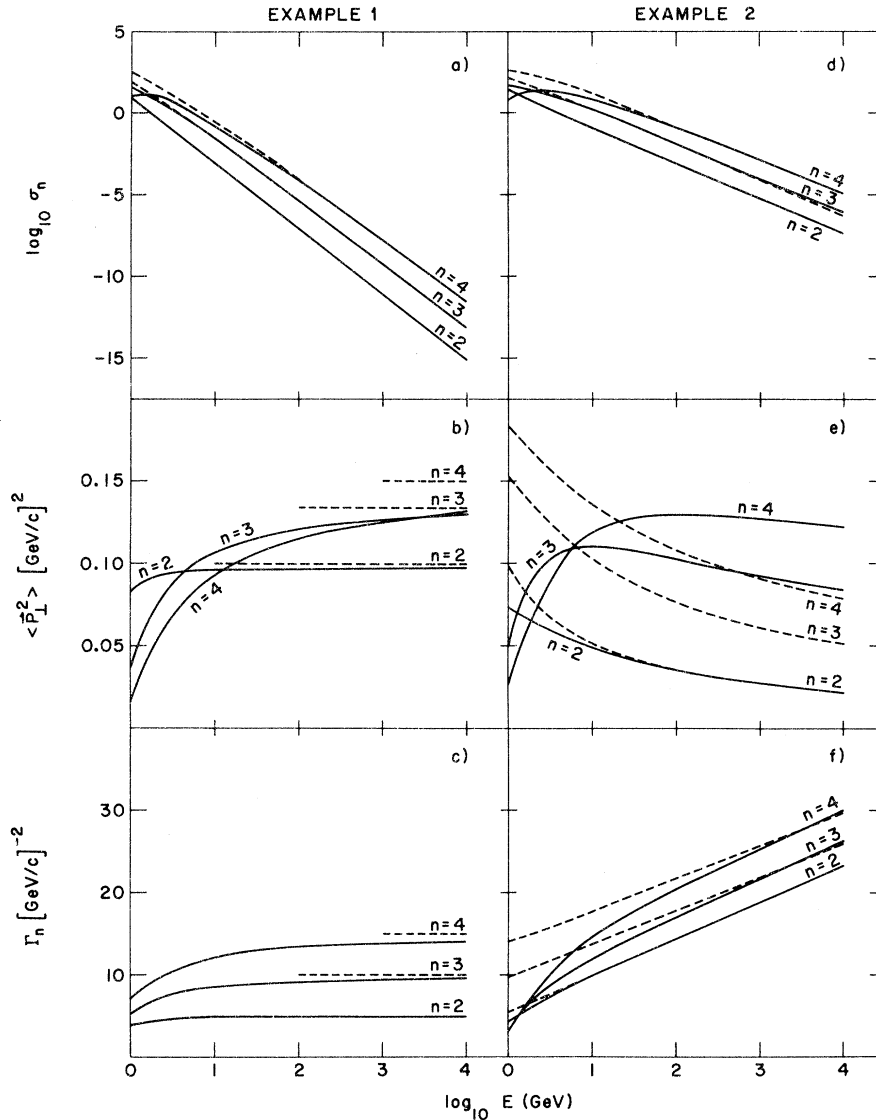 EXAMPLE 1
EXAMPLE 2
5
0
−5
−10
−15
log10 σn
a)
n=4
n=3
n=2
d)
n=4
n=3
n=2
0.15
0.10
0.05
<p⃗⊥²> [GeV/c]²
b)
n=4
n=3
n=2
n=2
n=3
n=4
e)
n=4
n=3
n=4
n=3
n=2
n=2
30
20
10
Γn [GeV/c]⁻²
c)
n=4
n=3
n=2
f)
n=4
n=3
n=2
0 1 2 3 4
0 1 2 3 4
log10 E (GeV)